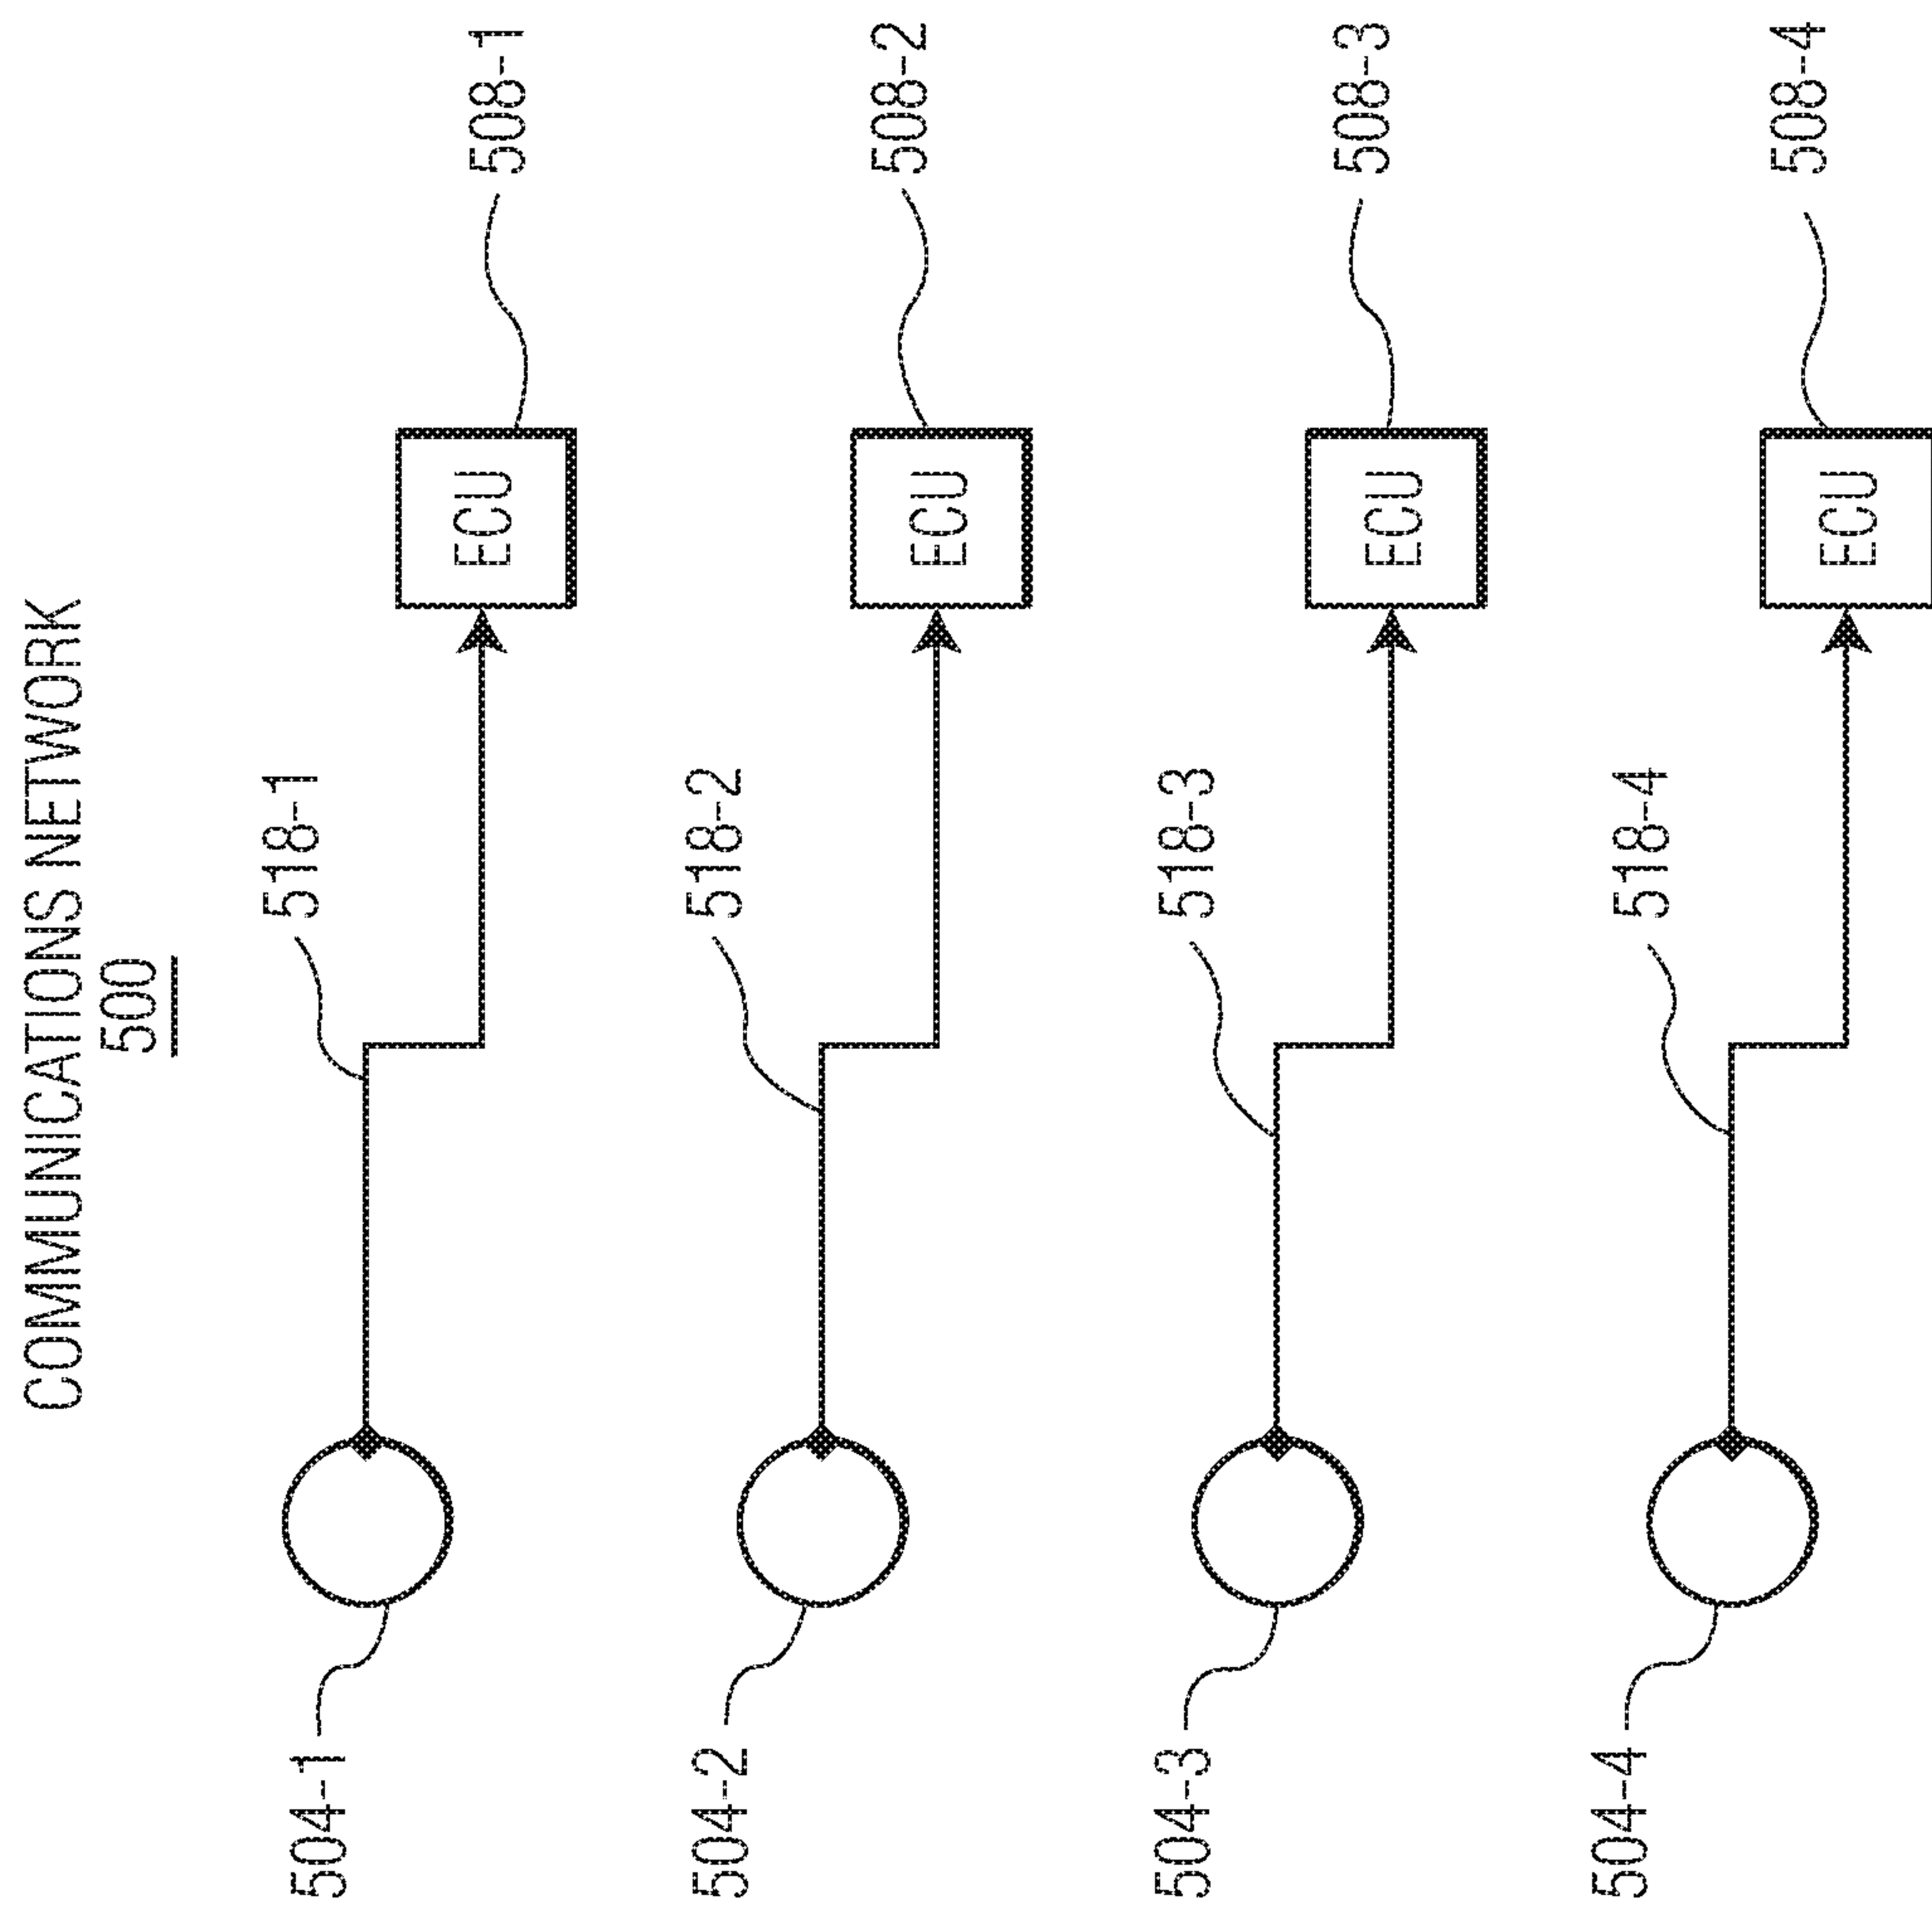 COMMUNICATIONS NETWORK
500
504-1
518-1
ECU
508-1
504-2
518-2
ECU
508-2
504-3
518-3
ECU
508-3
504-4
518-4
ECU
508-4